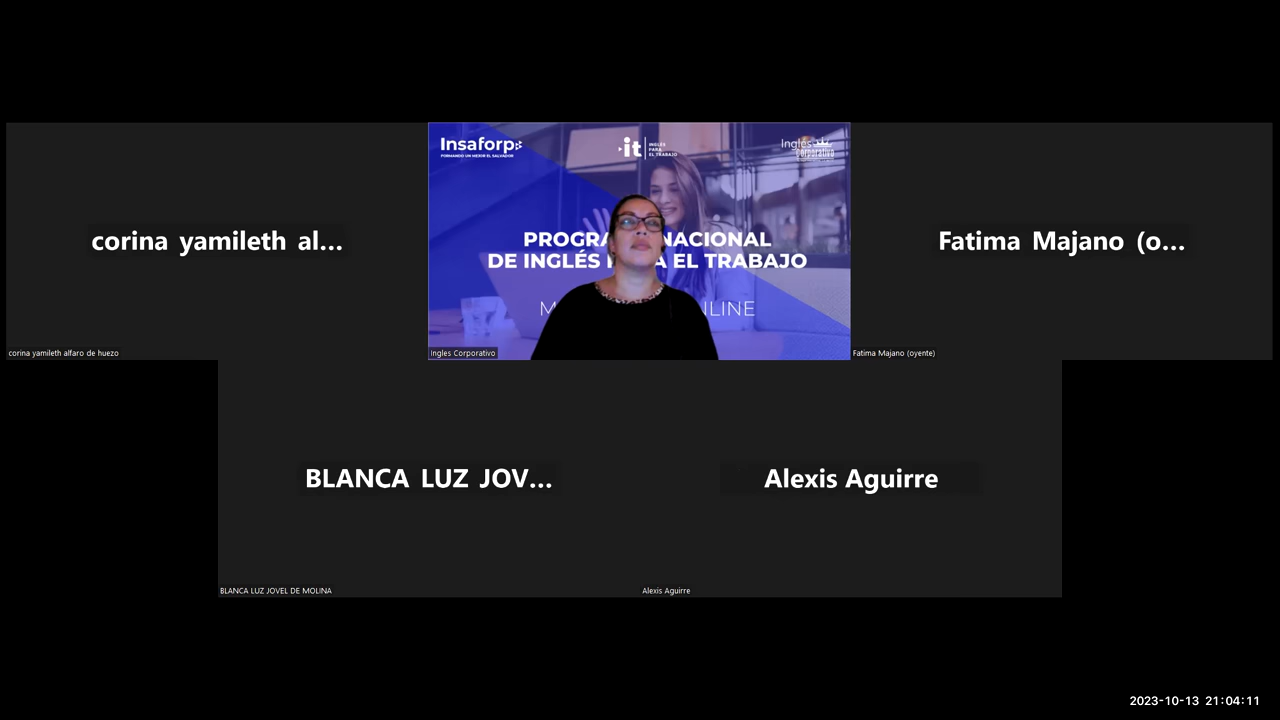 Insaforp
FORMANDO UN MEJOR EL SALVADOR
it INGLÉS PARA EL TRABAJO
Inglés Corporativo
corina yamileth al...
PROGRA NACIONAL
DE INGLÉS A EL TRABAJO
M NLINE
Fatima Majano (o...
corina yamileth alfaro de huezo
Ingles Corporativo
Fatima Majano (oyente)
BLANCA LUZ JOV...
Alexis Aguirre
BLANCA LUZ JOVEL DE MOLINA
Alexis Aguirre
2023-10-13 21:04:11